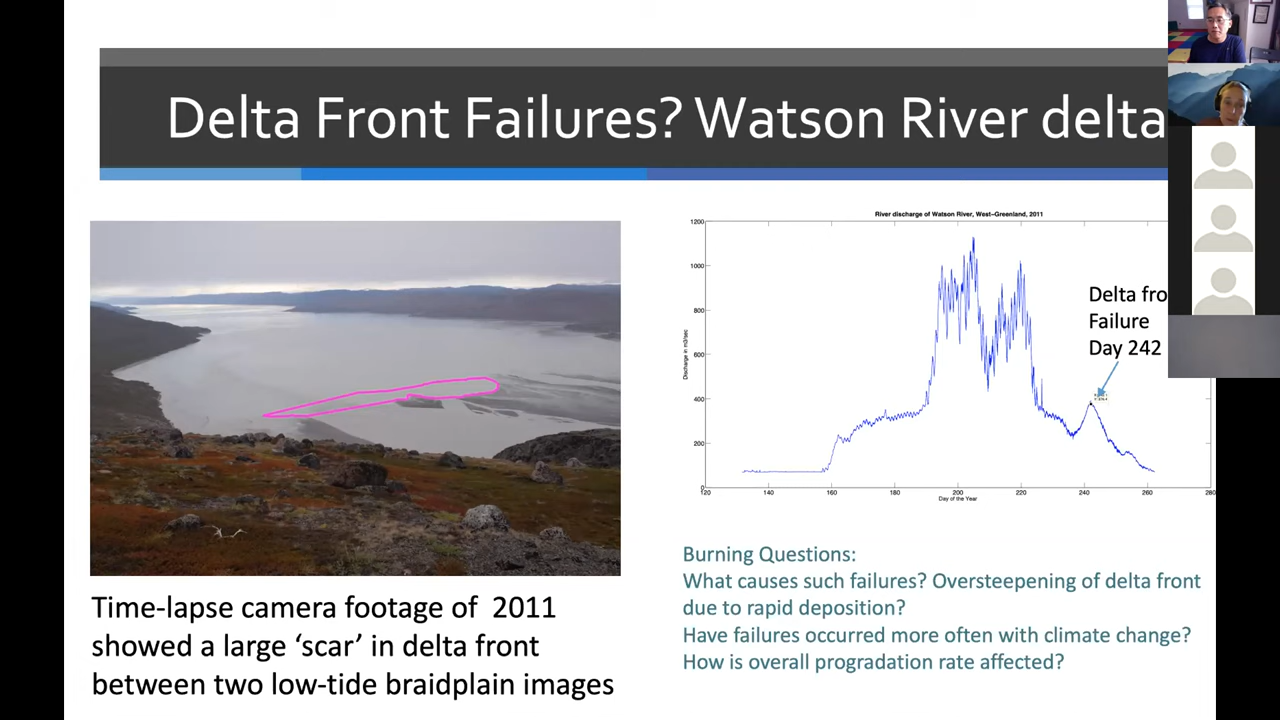 Delta Front Failures? Watson River delta
River discharge of Watson River, West-Greenland, 2011
1200
1000
800
600
400
200
0
Discharge in m3/sec
120 140 160 180 200 220 240 260 280
Day of the Year
Delta fro
Failure
Day 242
Time-lapse camera footage of 2011
showed a large ‘scar’ in delta front
between two low-tide braidplain images
Burning Questions:
What causes such failures? Oversteepening of delta front
due to rapid deposition?
Have failures occurred more often with climate change?
How is overall progradation rate affected?